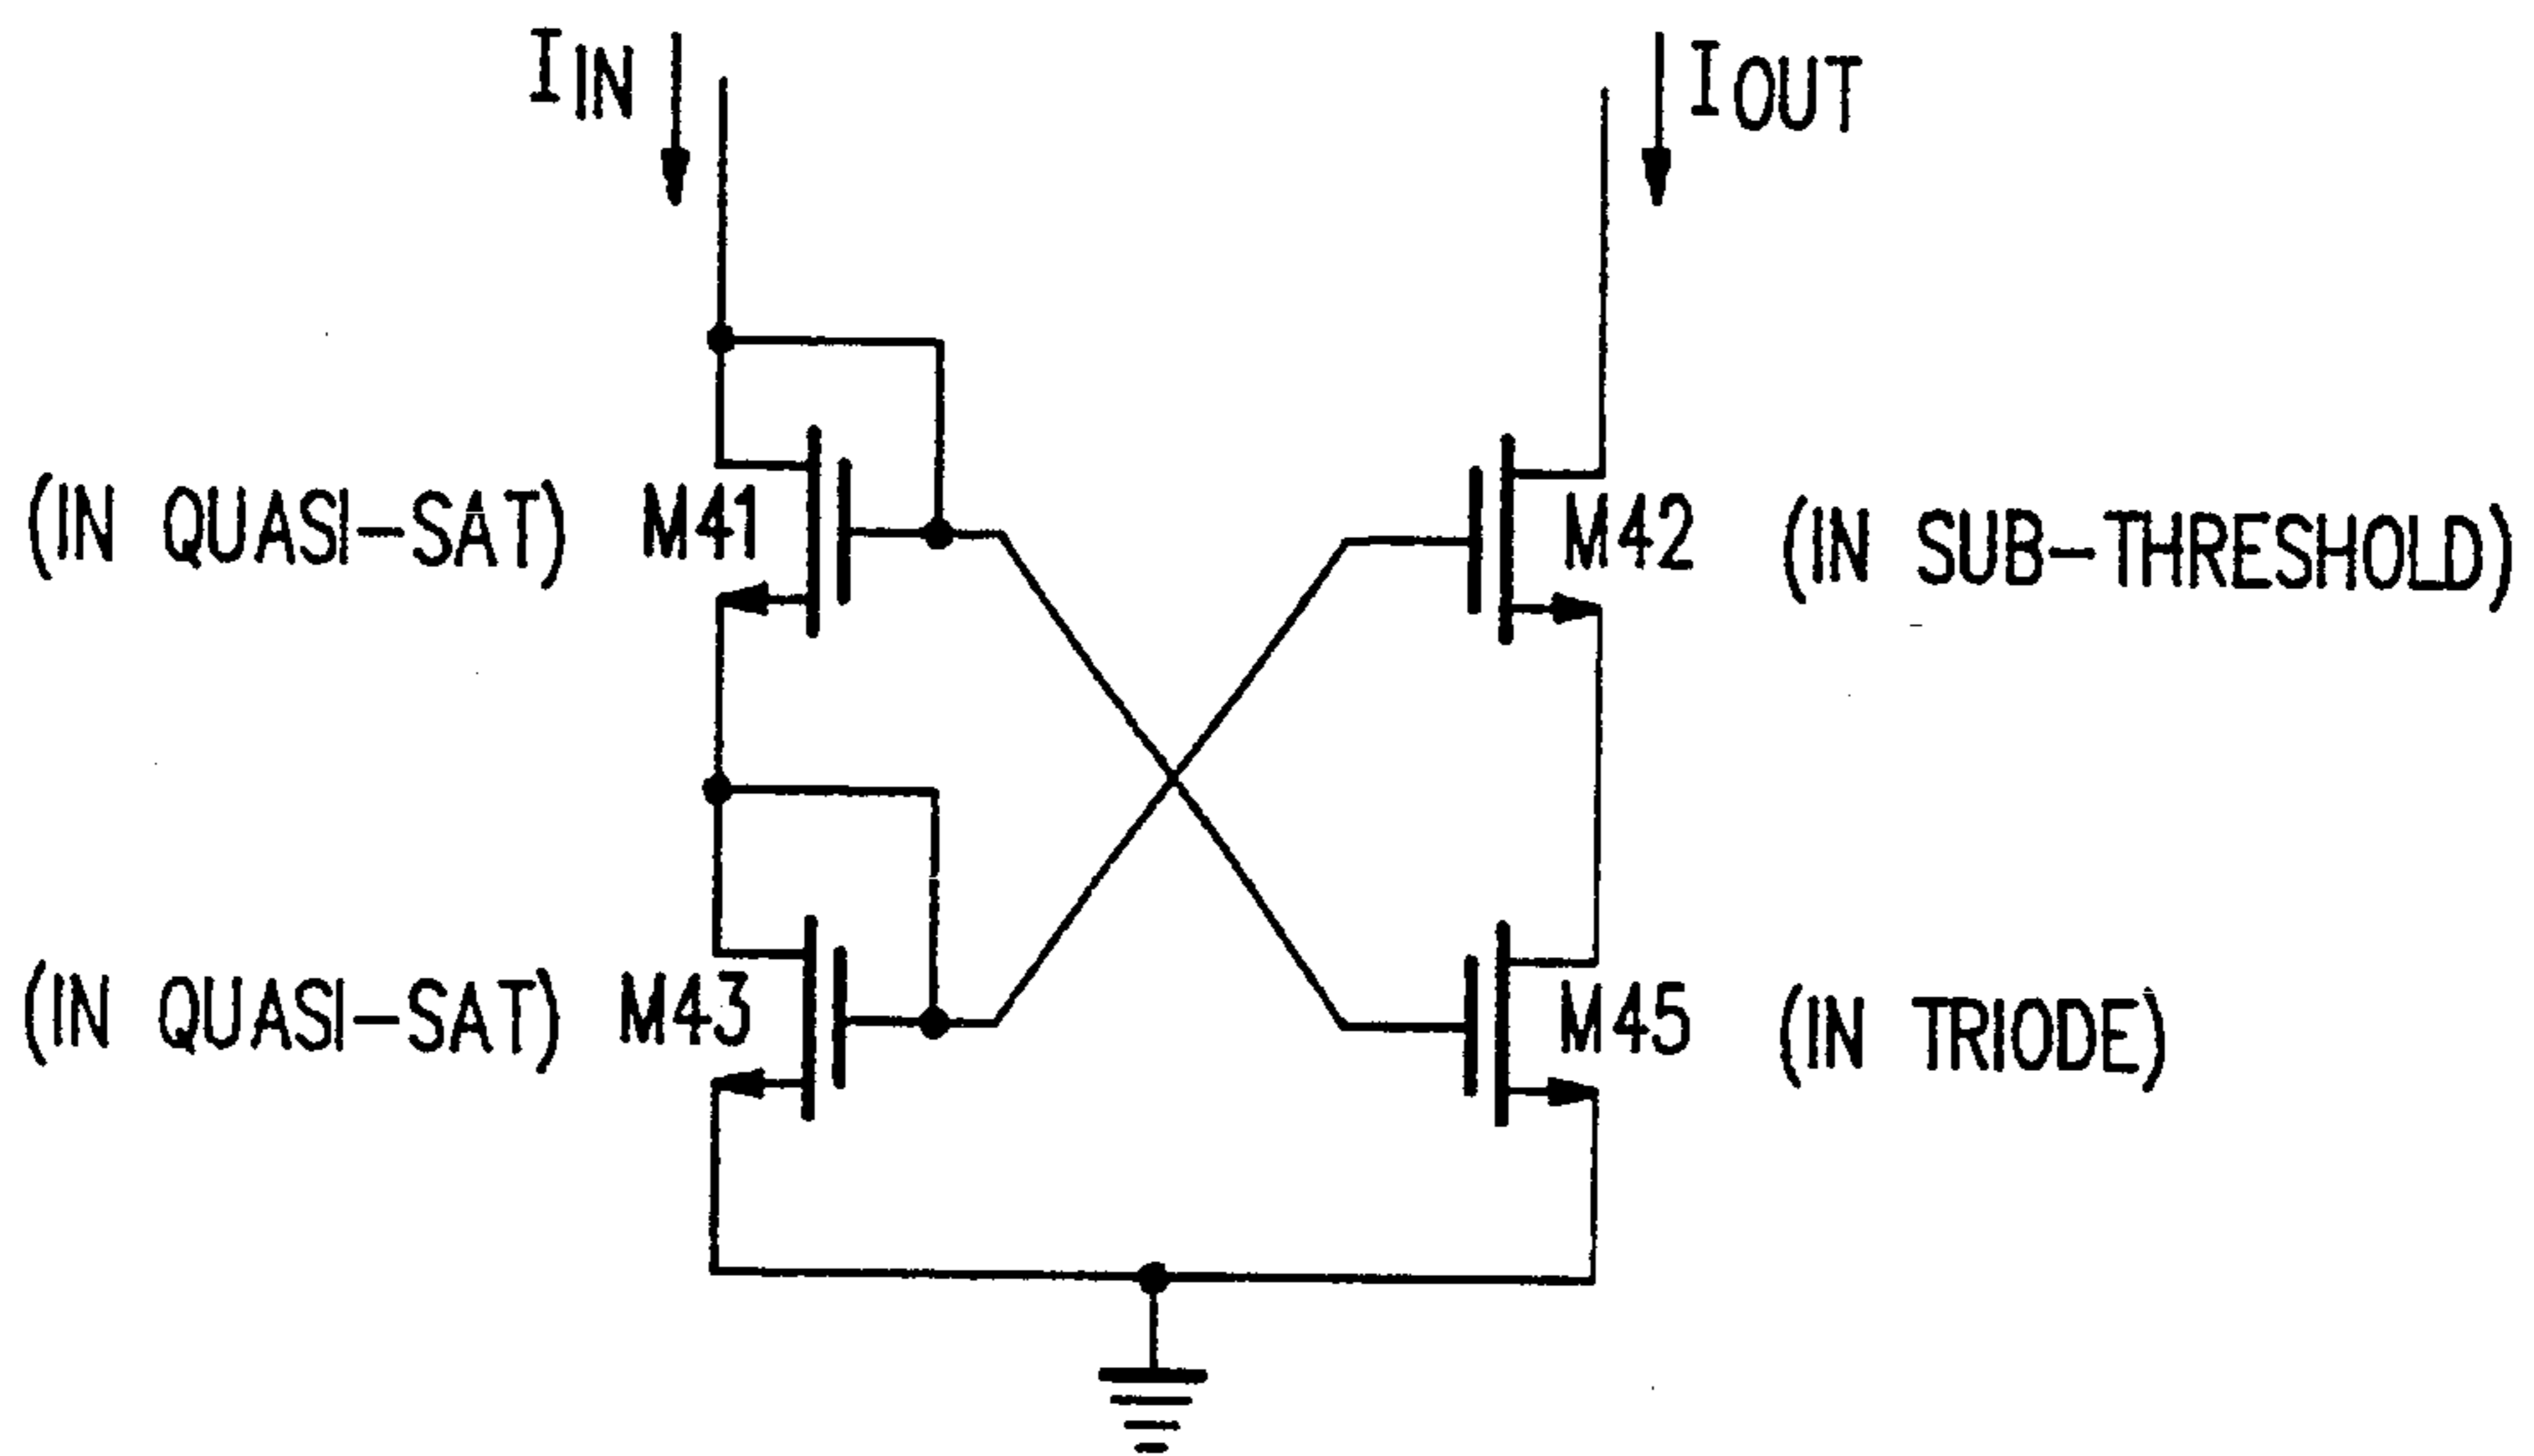 IIN
IOUT
(IN QUASI-SAT) M41
M42 (IN SUB-THRESHOLD)
(IN QUASI-SAT) M43
M45 (IN TRIODE)